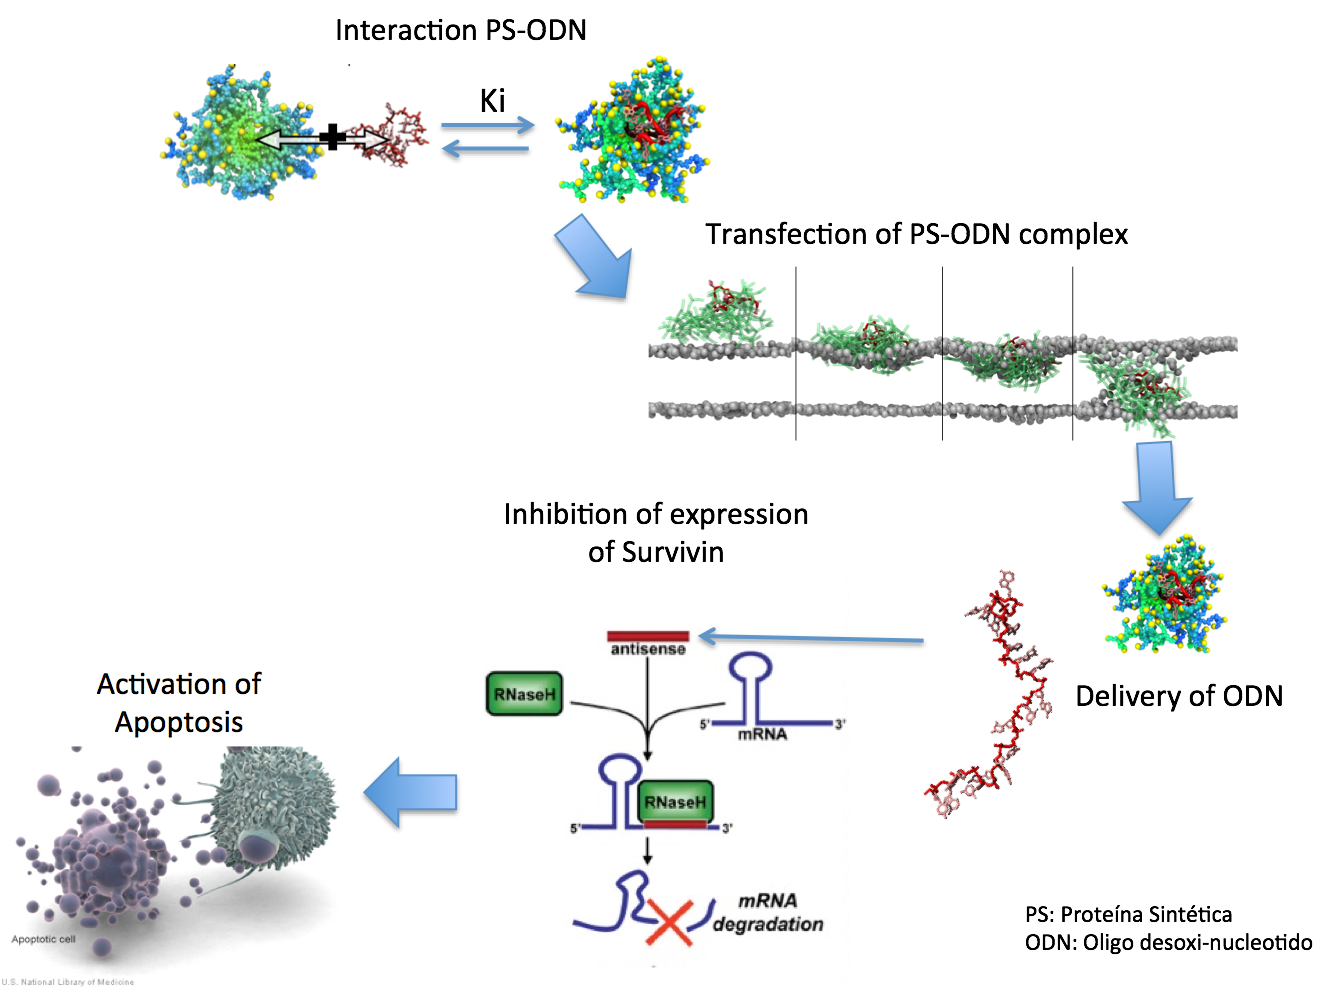 Interaction PS-ODN
Ki
Transfection of PS-ODN complex
Inhibition of expression
of Survivin
antisense
RNaseH
5'
mRNA
3'
RNaseH
5'
3'
mRNA
degradation
Delivery of ODN
Activation of
Apoptosis
Apoptotic cell
U.S. National Library of Medicine
PS: Proteína Sintética
ODN: Oligo desoxi-nucleotido